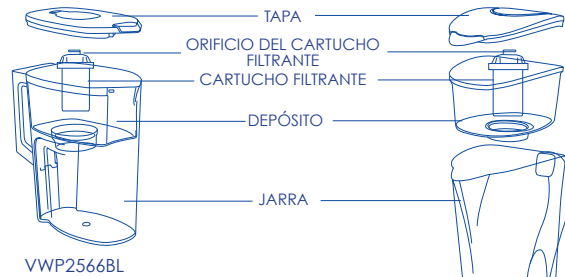 TAPA
ORIFICIO DEL CARTUCHO
FILTRANTE
CARTUCHO FILTRANTE
DEPÓSITO
JARRA
VWP2566BL